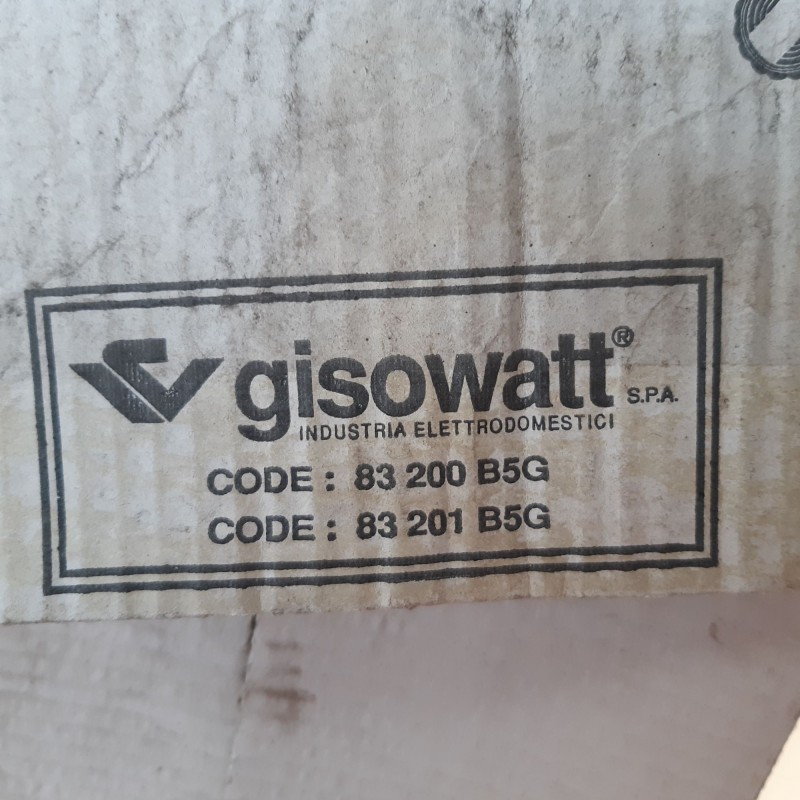 gisowatt® S.P.A.
INDUSTRIA ELETTRODOMESTICI
CODE : 83 200 B5G
CODE : 83 201 B5G